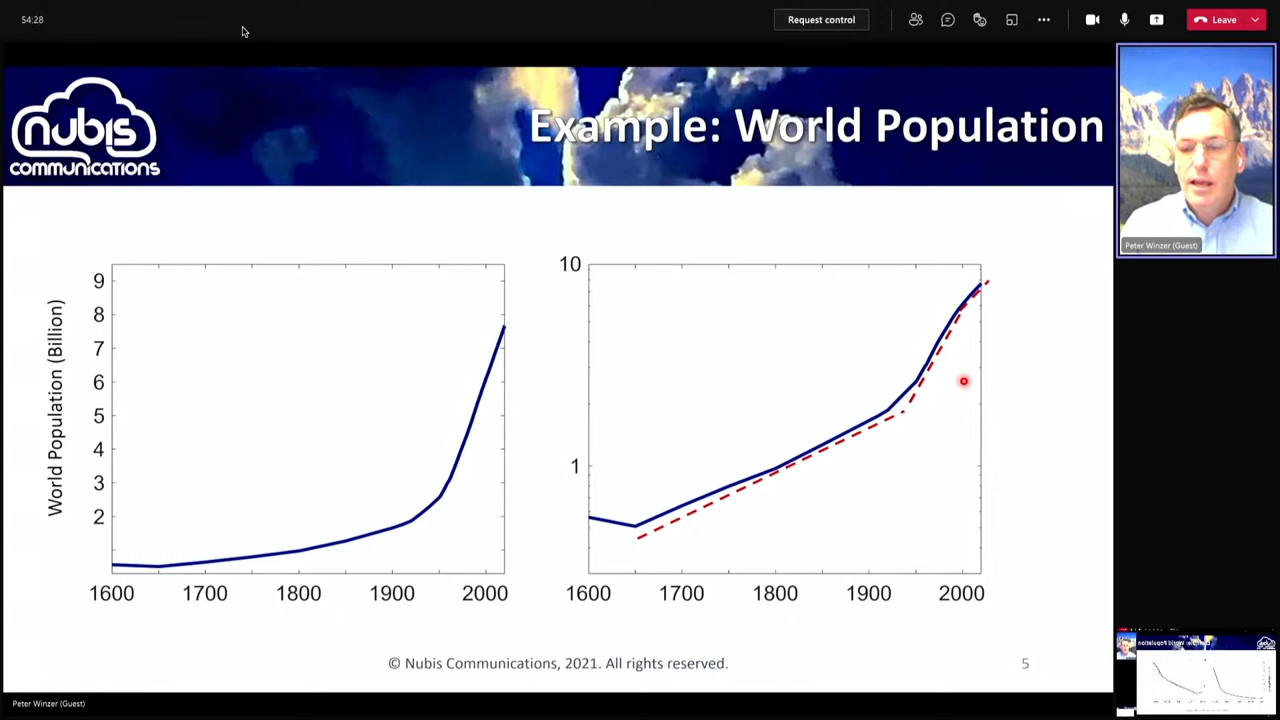 54:28
Request control
Leave
nubis
communications
Example: World Population
Peter Winzer (Guest)
World Population (Billion)
9
8
7
6
5
4
3
2
1600
1700
1800
1900
2000
10
1
1600
1700
1800
1900
2000
© Nubis Communications, 2021. All rights reserved.
5
Peter Winzer (Guest)